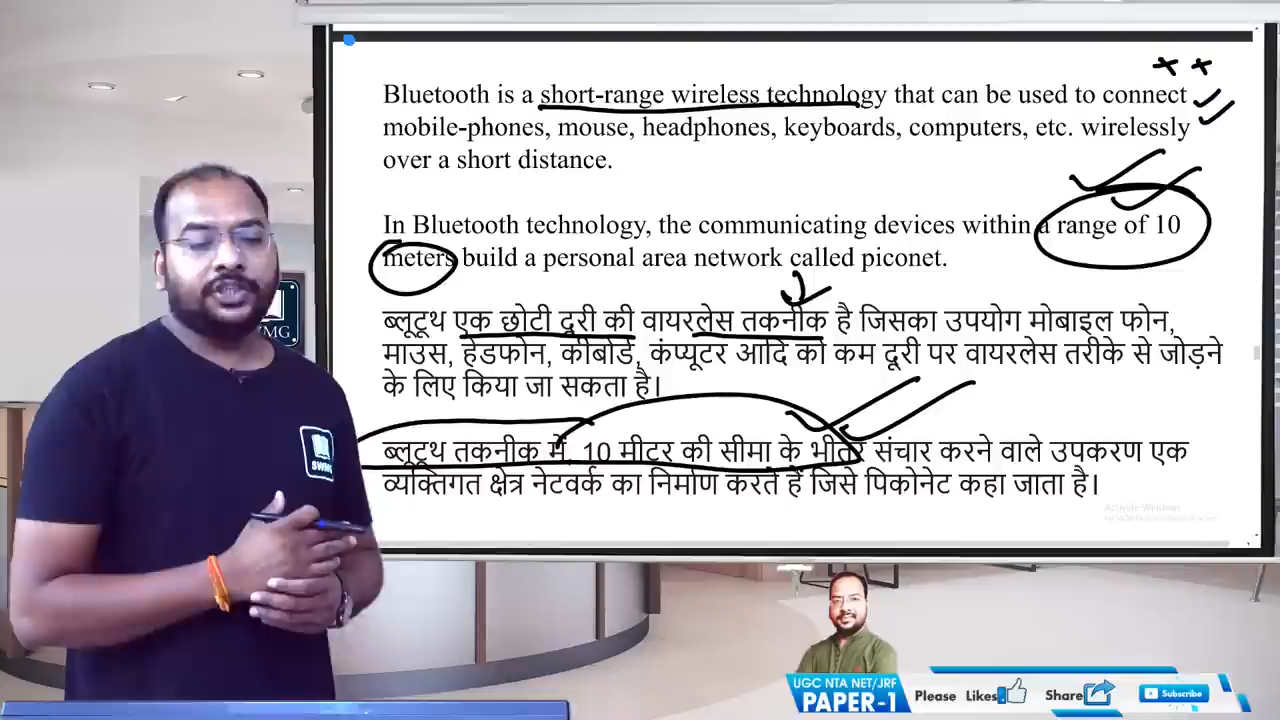 Bluetooth is a short-range wireless technology that can be used to connect
mobile-phones, mouse, headphones, keyboards, computers, etc. wirelessly
over a short distance.
In Bluetooth technology, the communicating devices within a range of 10
meters build a personal area network called piconet.
ब्लूटूथ एक छोटी दूरी की वायरलेस तकनीक है जिसका उपयोग मोबाइल फोन,
माउस, हेडफोन, कीबोर्ड, कंप्यूटर आदि को कम दूरी पर वायरलेस तरीके से जोड़ने
के लिए किया जा सकता है।
ब्लूटूथ तकनीक में, 10 मीटर की सीमा के भीतर संचार करने वाले उपकरण एक
व्यक्तिगत क्षेत्र नेटवर्क का निर्माण करते हैं जिसे पिकोनेट कहा जाता है।
Activate Windows
SWMG
UGC NTA NET/JRF
PAPER-1
Please Likes Share Subscribe